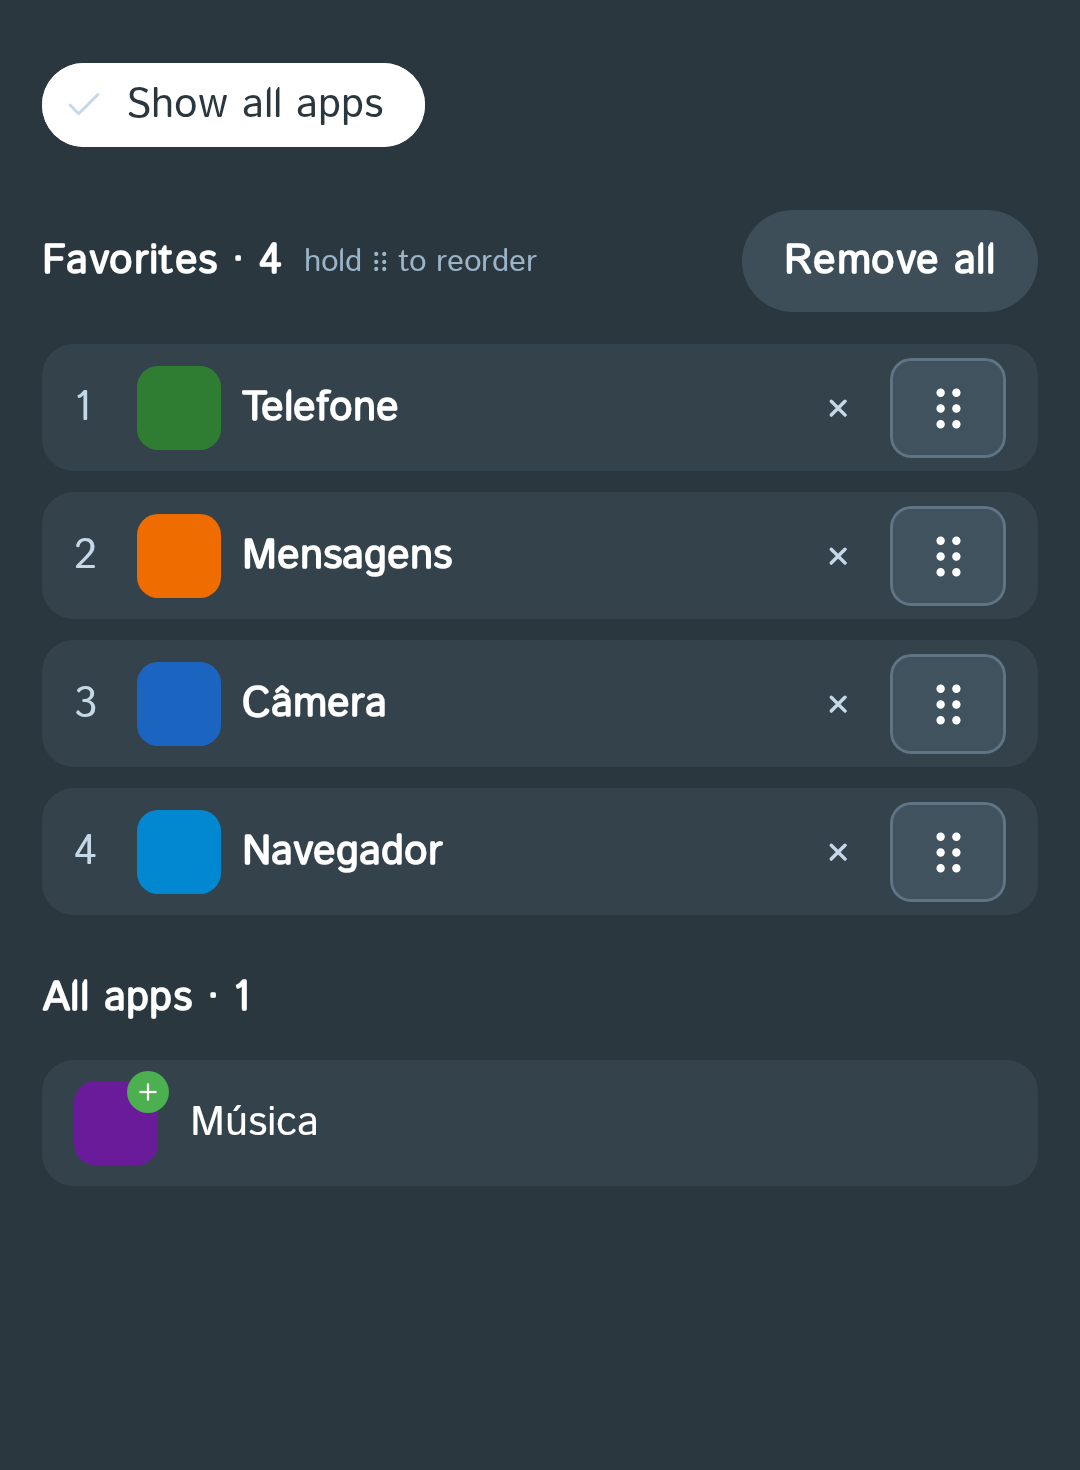 Show all apps
Favorites · 4 hold ⠿ to reorder
Remove all
1 Telefone ×
2 Mensagens ×
3 Câmera ×
4 Navegador ×
All apps · 1
+ Música